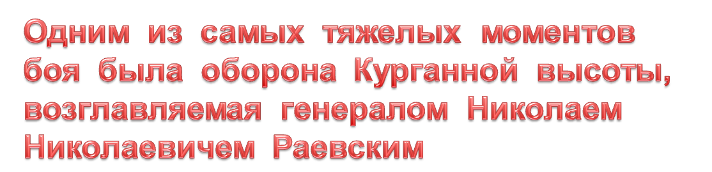 Одним из самых тяжелых моментов
боя была оборона Курганной высоты,
возглавляемая генералом Николаем
Николаевичем Раевским